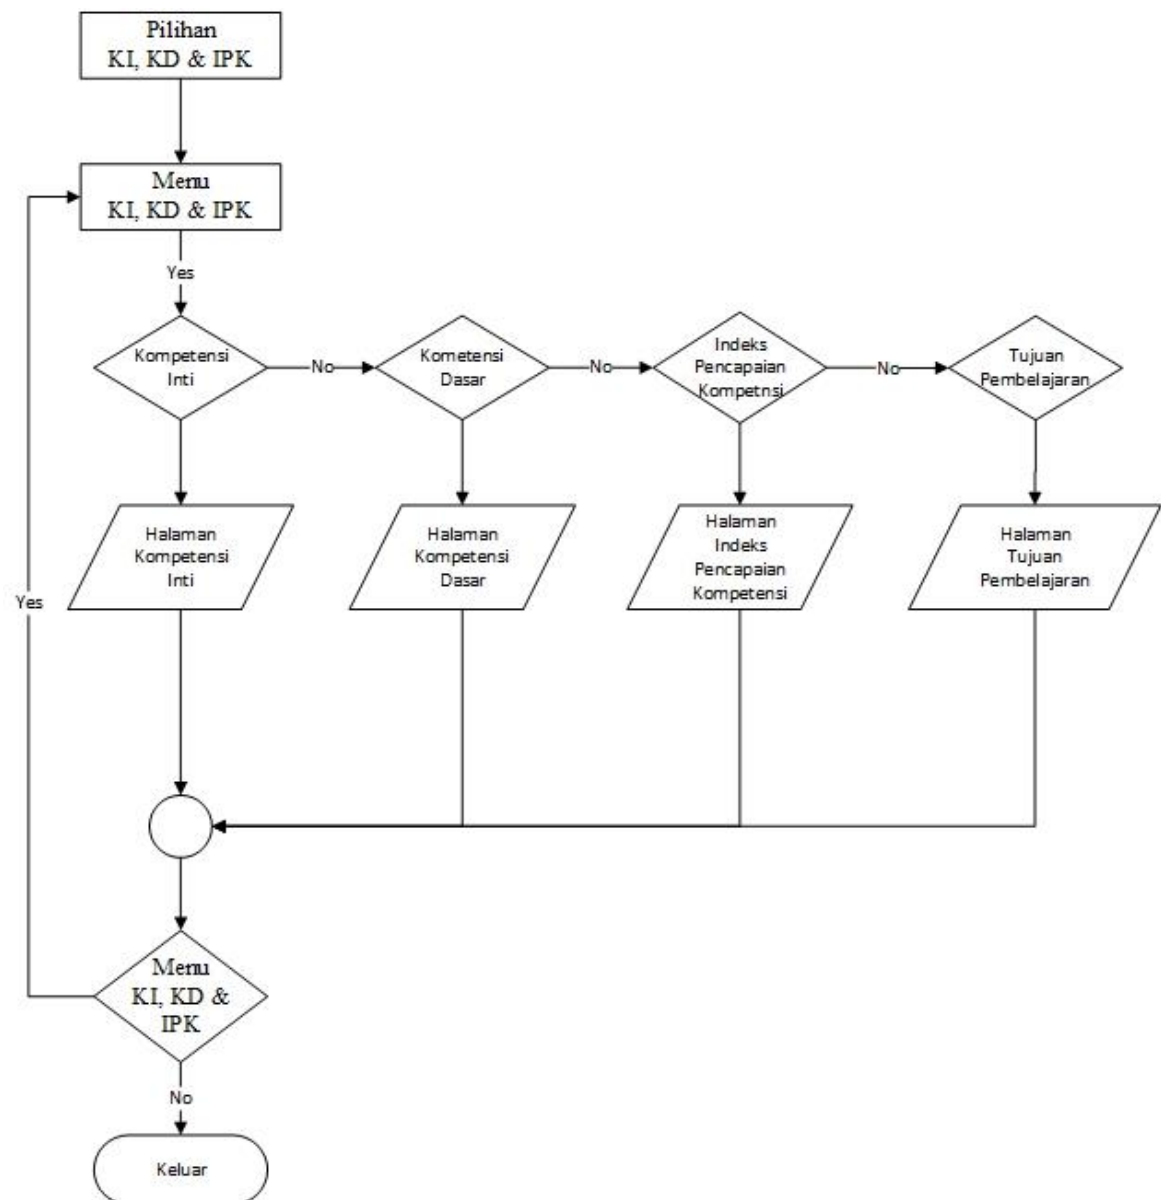 Pilihan
KI, KD & IPK
Menu
KI, KD & IPK
Yes
Kompetensi
Inti
No
Kometensi
Dasar
No
Indeks
Pencapaian
Kompetnsi
No
Tujuan
Pembelajaran
Halaman
Kompetensi
Inti
Halaman
Kompetensi
Dasar
Halaman
Indeks
Pencapaian
Kompetensi
Halaman
Tujuan
Pembelajaran
Yes
Menu
KI, KD &
IPK
No
Keluar